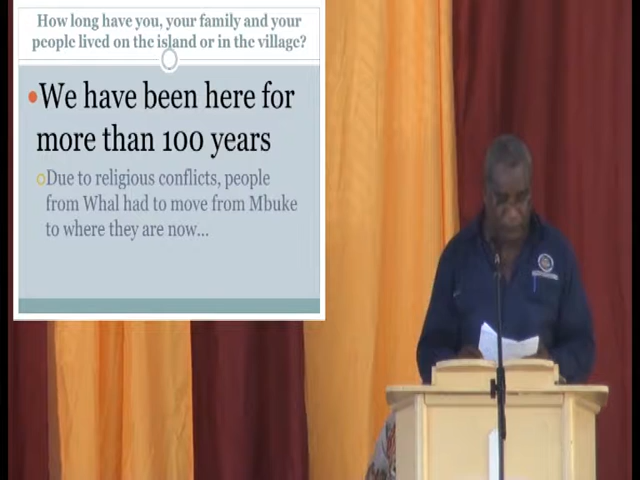 How long have you, your family and your
people lived on the island or in the village?
We have been here for
more than 100 years
Due to religious conflicts, people
from Whal had to move from Mbuke
to where they are now...